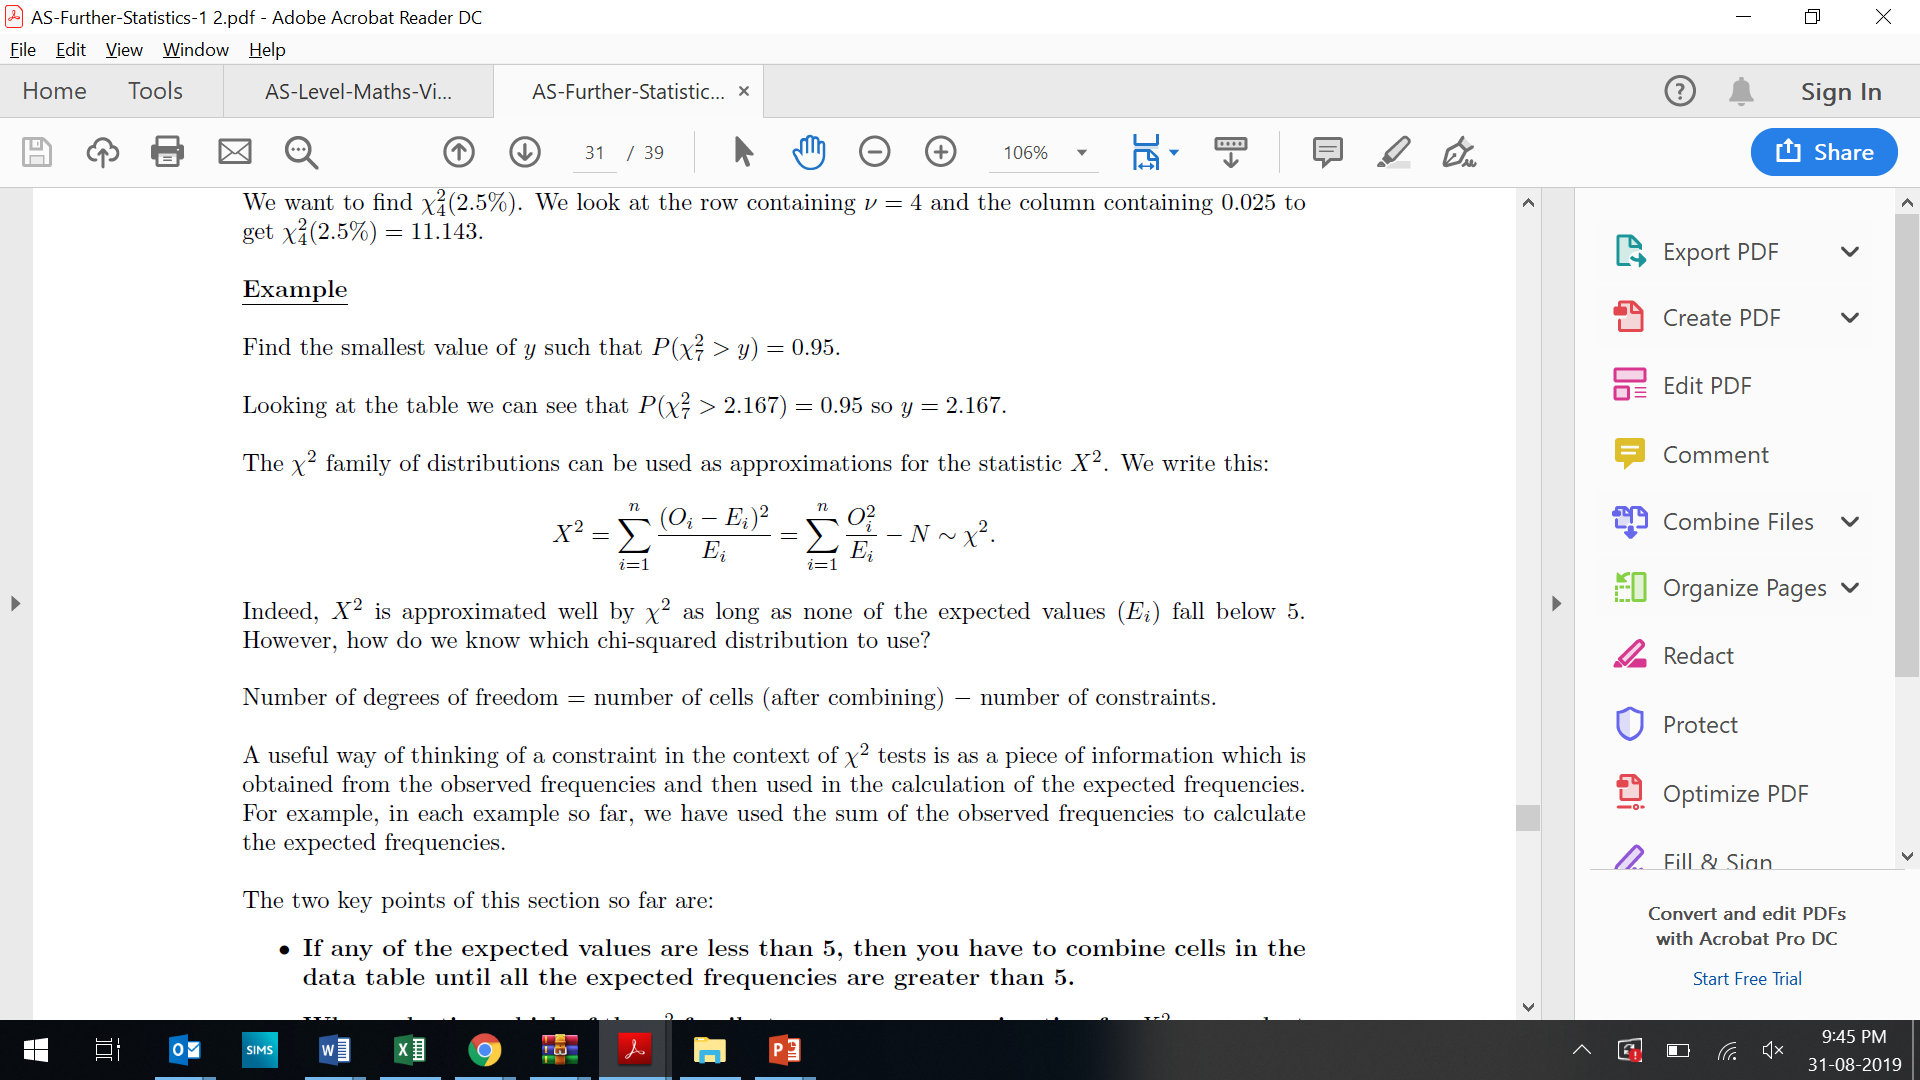 AS-Further-Statistics-1 2.pdf - Adobe Acrobat Reader DC
File Edit View Window Help
Home Tools AS-Level-Maths-Vi... AS-Further-Statistic... × Sign In
31 / 39 106% Share
We want to find χ²₄(2.5%). We look at the row containing ν = 4 and the column containing 0.025 to
get χ²₄(2.5%) = 11.143.
Example
Find the smallest value of y such that P(χ²₇ > y) = 0.95.
Looking at the table we can see that P(χ²₇ > 2.167) = 0.95 so y = 2.167.
The χ² family of distributions can be used as approximations for the statistic X². We write this:
X² = ∑ⁿᵢ₌₁ (Oᵢ − Eᵢ)²/Eᵢ = ∑ⁿᵢ₌₁ Oᵢ²/Eᵢ − N ∼ χ².
Indeed, X² is approximated well by χ² as long as none of the expected values (Eᵢ) fall below 5.
However, how do we know which chi-squared distribution to use?
Number of degrees of freedom = number of cells (after combining) − number of constraints.
A useful way of thinking of a constraint in the context of χ² tests is as a piece of information which is
obtained from the observed frequencies and then used in the calculation of the expected frequencies.
For example, in each example so far, we have used the sum of the observed frequencies to calculate
the expected frequencies.
The two key points of this section so far are:
• If any of the expected values are less than 5, then you have to combine cells in the
data table until all the expected frequencies are greater than 5.
Export PDF
Create PDF
Edit PDF
Comment
Combine Files
Organize Pages
Redact
Protect
Optimize PDF
Fill & Sign
Convert and edit PDFs
with Acrobat Pro DC
Start Free Trial
SIMS
9:45 PM
31-08-2019